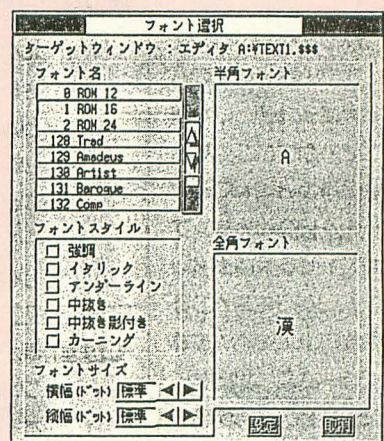 フォント選択
ターゲットウィンドウ : エディタ A:¥TEXT1.$$$
フォント名
0 ROM 12
1 ROM 16
2 ROM 24
128 Trad
129 Amadeus
130 Artist
131 Baroque
132 Comp
半角フォント
A
フォントスタイル
強調
イタリック
アンダーライン
中抜き
中抜き影付き
カーニング
全角フォント
漢
フォントサイズ
横幅(ドット) 標準
縦幅(ドット) 標準
設定 取消